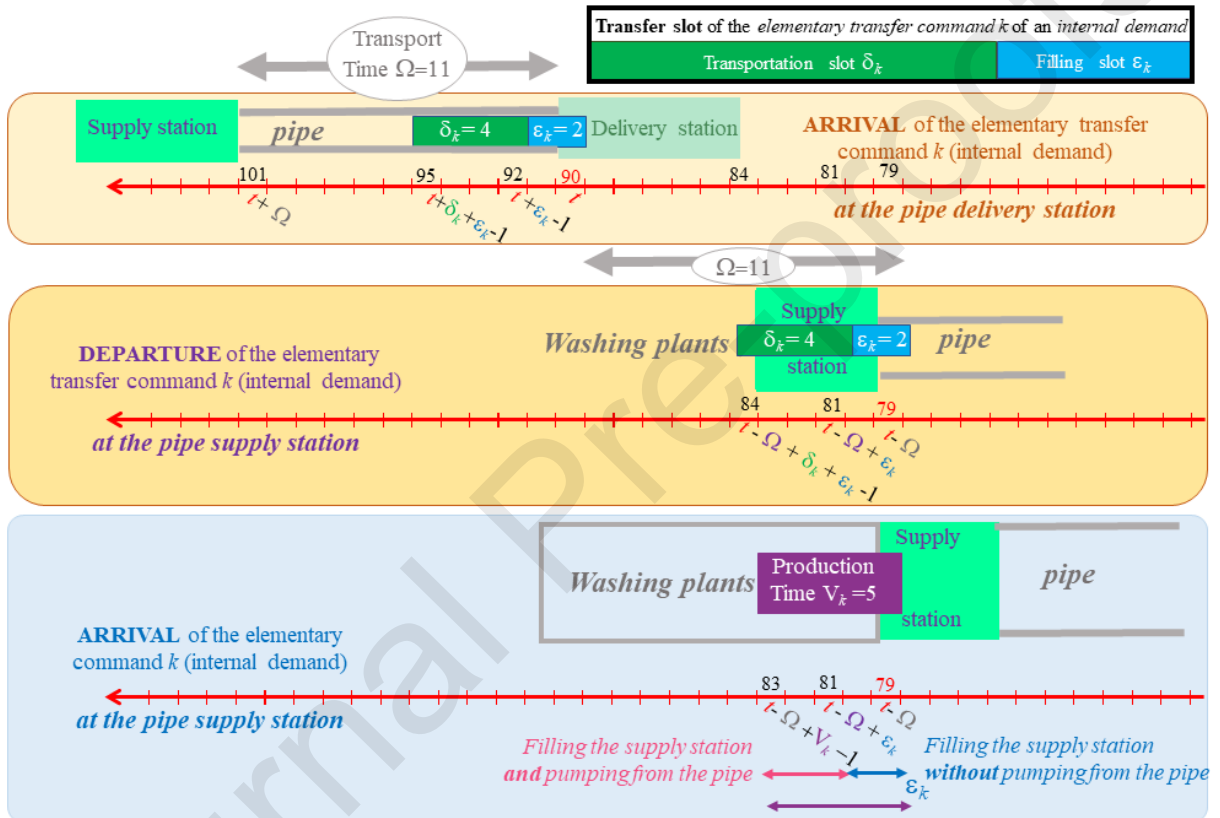 Transfer slot of the elementary transfer command k of an internal demand
Transportation slot δk
Filling slot εk
Transport
Time Ω=11
Supply station
pipe
δk= 4
εk= 2
Delivery station
ARRIVAL of the elementary transfer
command k (internal demand)
101
95
92
90
84
81
79
t+ Ω
t+δk+εk-1
t+εk-1
t
at the pipe delivery station
Ω=11
Supply
Washing plants
δk= 4
εk= 2
pipe
station
DEPARTURE of the elementary
transfer command k (internal demand)
84
81
79
at the pipe supply station
t- Ω + δk + εk -1
t- Ω + εk
t- Ω
Supply
Washing plants
Production
Time Vk =5
pipe
station
ARRIVAL of the elementary
command k (internal demand)
83
81
79
at the pipe supply station
t- Ω +Vk -1
t- Ω + εk
t- Ω
Filling the supply station
and pumping from the pipe
Filling the supply station
without pumping from the pipe
εk